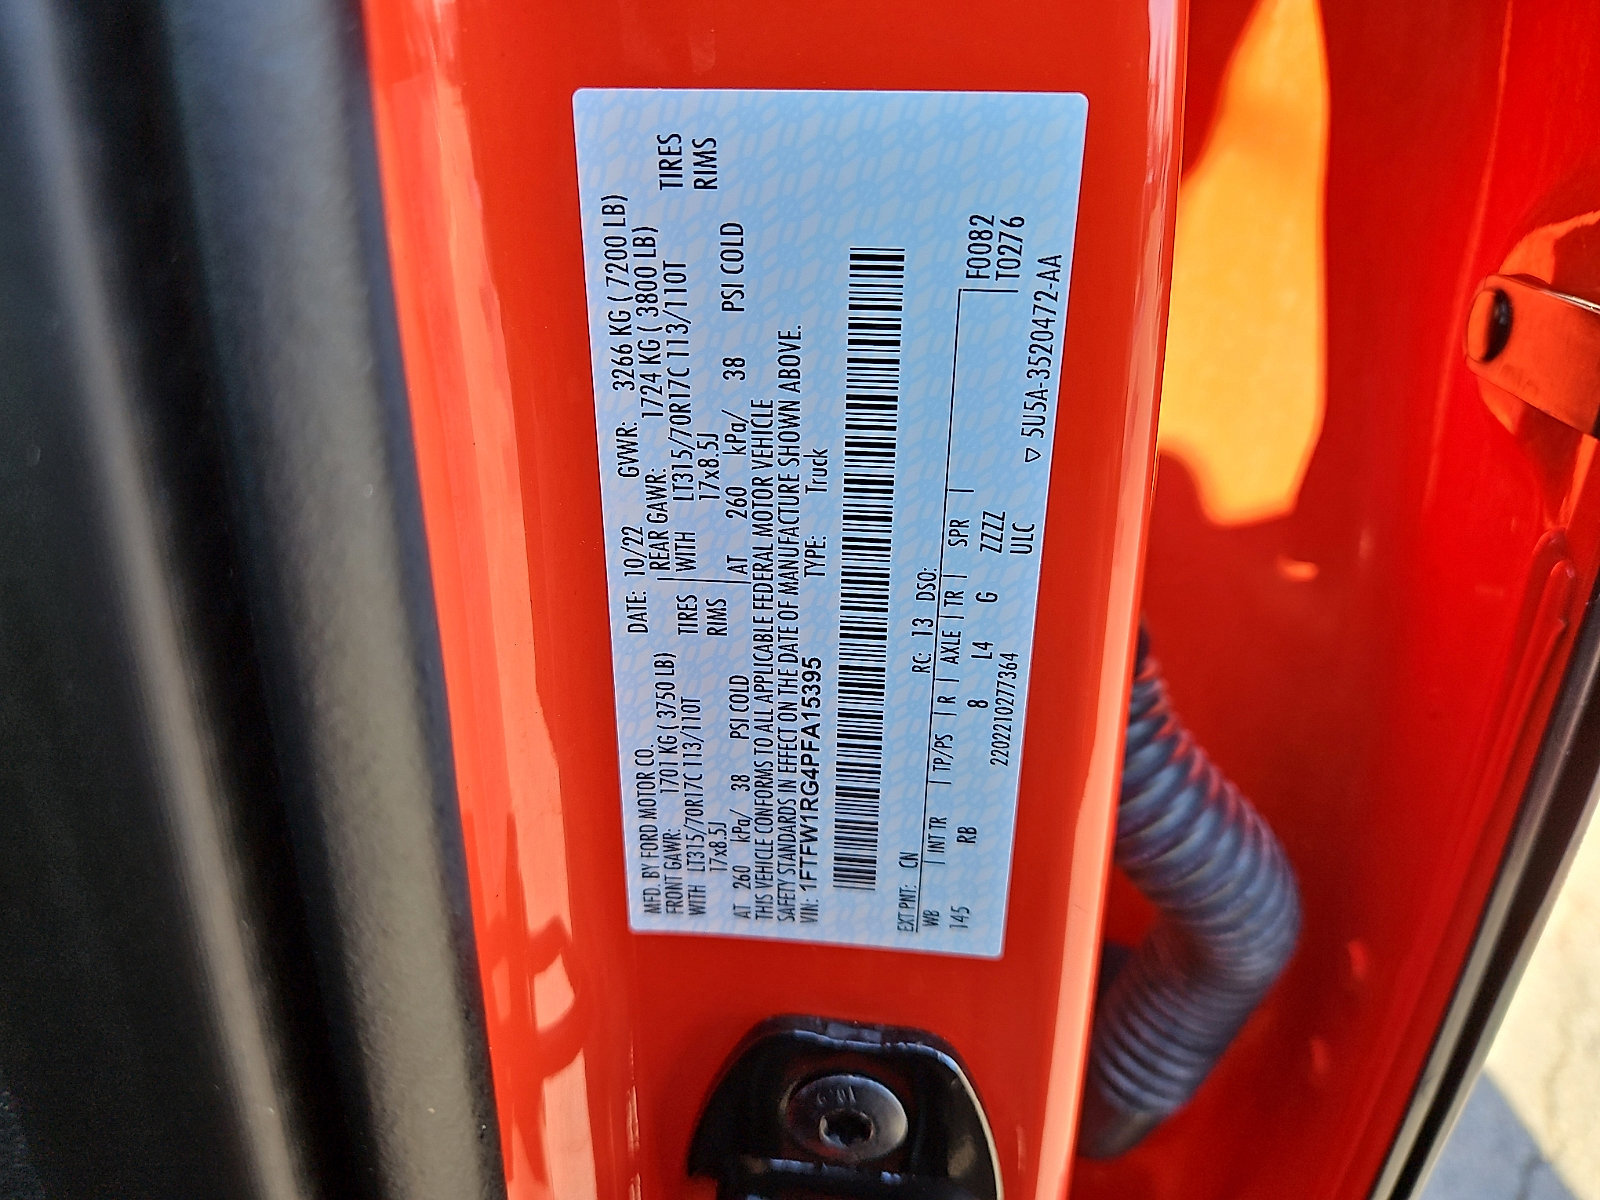 MFD. BY FORD MOTOR CO.
DATE: 10/22 GVWR: 3266 KG ( 7200 LB)
FRONT GAWR: 1701 KG ( 3750 LB) REAR GAWR: 1724 KG ( 3800 LB)
WITH LT315/70R17C 113/110T TIRES WITH LT315/70R17C 113/110T TIRES
17x8.5J RIMS 17x8.5J RIMS
AT 260 kPa/ 38 PSI COLD AT 260 kPa/ 38 PSI COLD
THIS VEHICLE CONFORMS TO ALL APPLICABLE FEDERAL MOTOR VEHICLE
SAFETY STANDARDS IN EFFECT ON THE DATE OF MANUFACTURE SHOWN ABOVE.
VIN: 1FTFW1RG4PFA15395 TYPE: Truck
EXT PNT: CN RC: 13 DSO:
WB INT TR TP/PS R AXLE TR SPR F0082
145 RB 8 L4 G ZZZZ T0276
220221027 7364 ULC
▽ 5U5A-3520472-AA